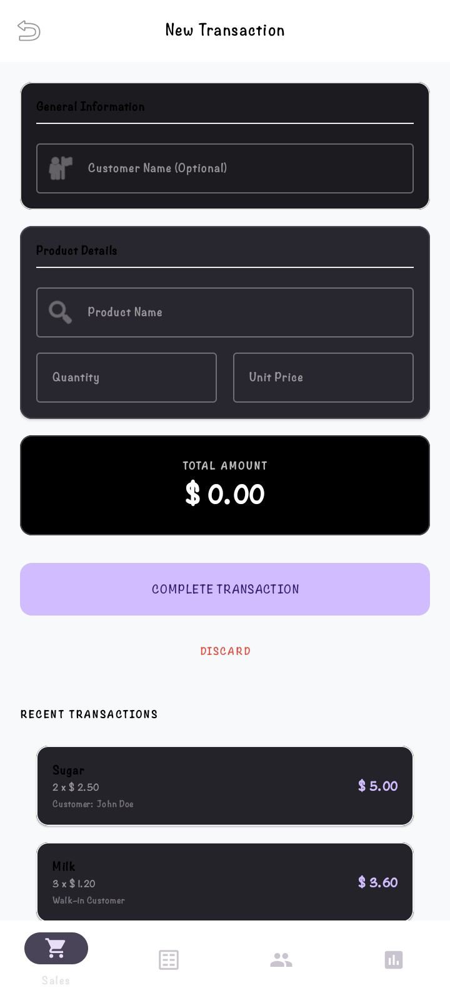 New Transaction
General Information
Customer Name (Optional)
Product Details
Product Name
Quantity
Unit Price
TOTAL AMOUNT
$ 0.00
COMPLETE TRANSACTION
DISCARD
RECENT TRANSACTIONS
Sugar
2 x $ 2.50
$ 5.00
Customer: John Doe
Milk
3 x $ 1.20
$ 3.60
Walk-in Customer
Sales